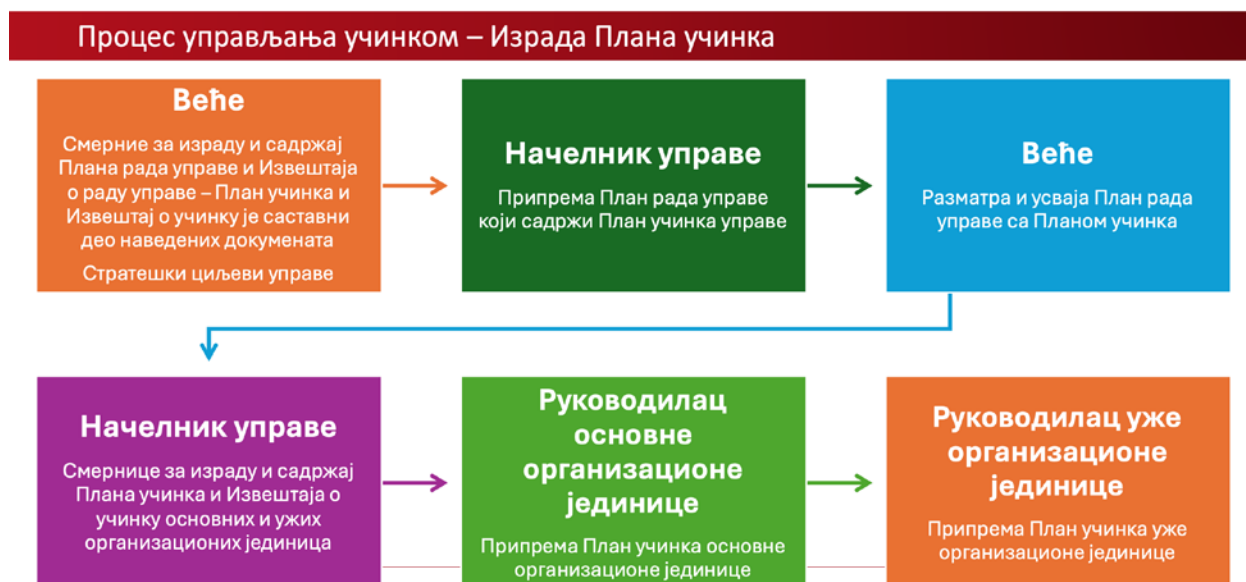 Процес управљања учинком – Израда Плана учинка
Веће
Смерние за израду и садржај
Плана рада управе и Извештаја
о раду управе – План учинка и
Извештај о учинку је саставни
део наведених докумената
Стратешки циљеви управе
Начелник управе
Припрема План рада управе
који садржи План учинка управе
Веће
Разматра и усваја План рада
управе са Планом учинка
Начелник управе
Смернице за израду и садржај
Плана учинка и Извештаја о
учинку основних и ужих
организационих јединица
Руководилац
основне
организационе
јединице
Припрема План учинка основне
организационе јединице
Руководилац уже
организационе
јединице
Припрема План учинка уже
организационе јединице